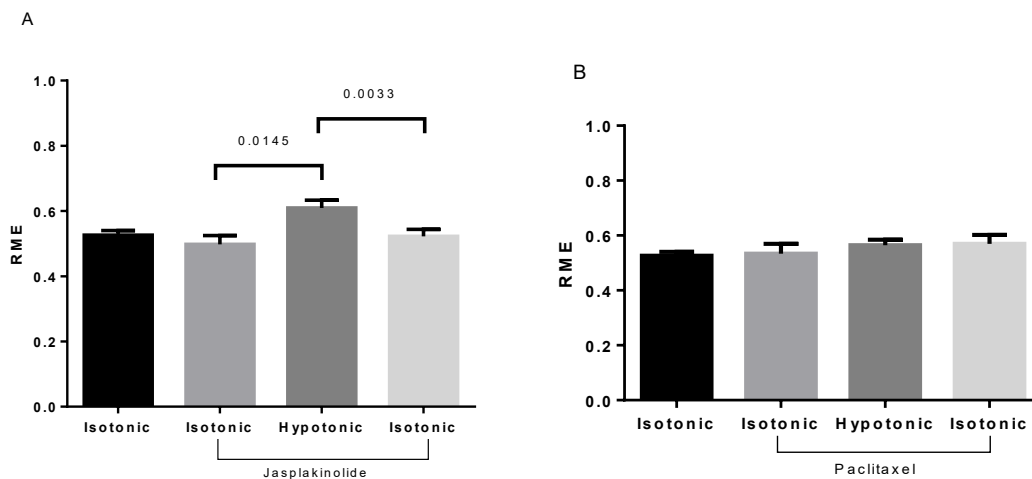 A
1.0
0.8
0.6
0.4
0.2
0.0
RME
0.0145
0.0033
Isotonic Isotonic Hypotonic Isotonic
Jasplakinolide
B
1.0
0.8
0.6
0.4
0.2
0.0
RME
Isotonic Isotonic Hypotonic Isotonic
Paclitaxel